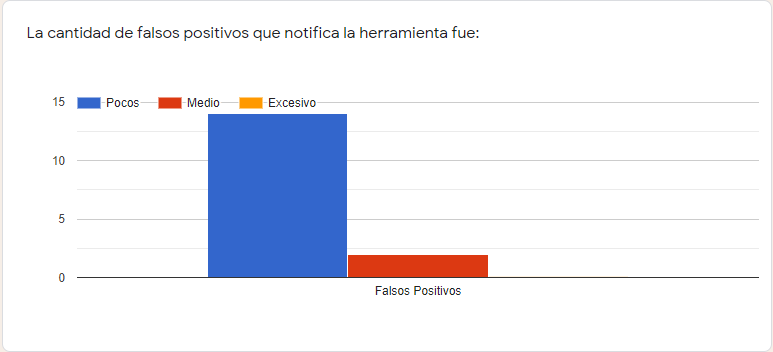 La cantidad de falsos positivos que notifica la herramienta fue:
15
Pocos
Medio
Excesivo
10
5
0
Falsos Positivos